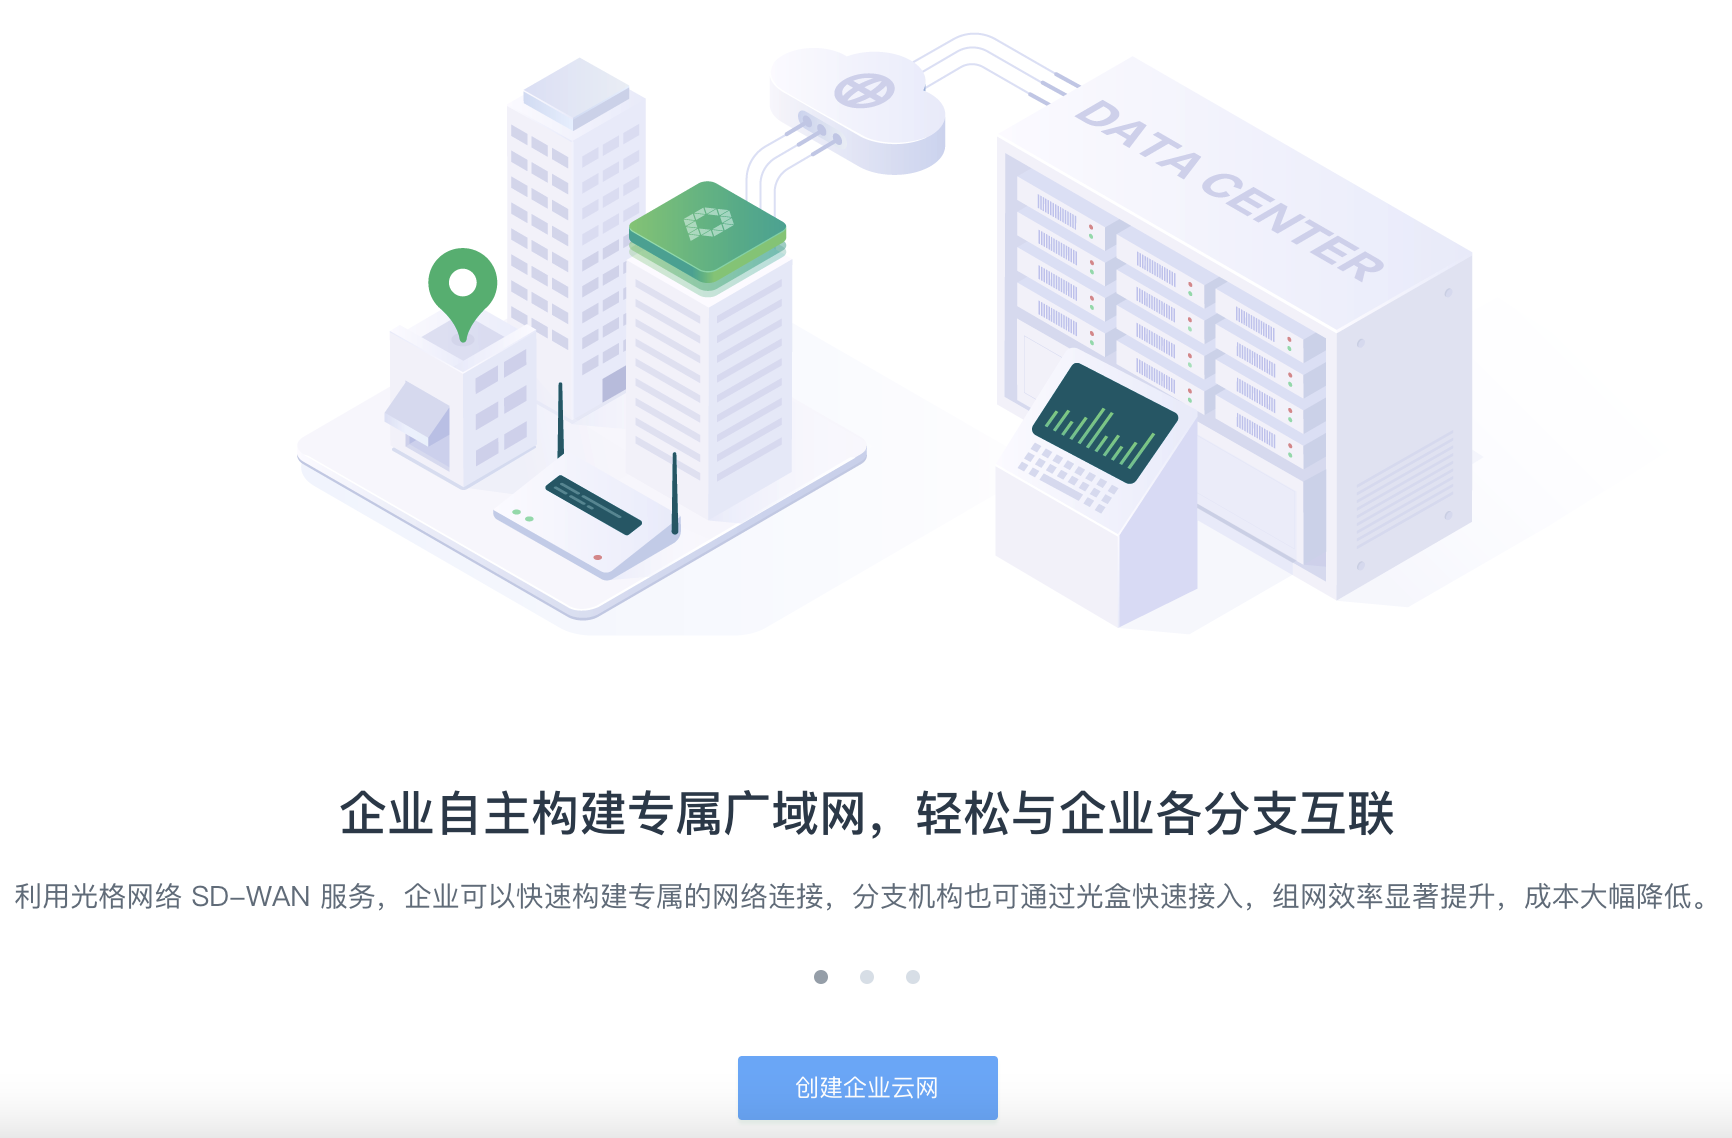 DATA CENTER
企业自主构建专属广域网，轻松与企业各分支互联
利用光格网络 SD-WAN 服务，企业可以快速构建专属的网络连接，分支机构也可通过光盒快速接入，组网效率显著提升，成本大幅降低。
创建企业云网